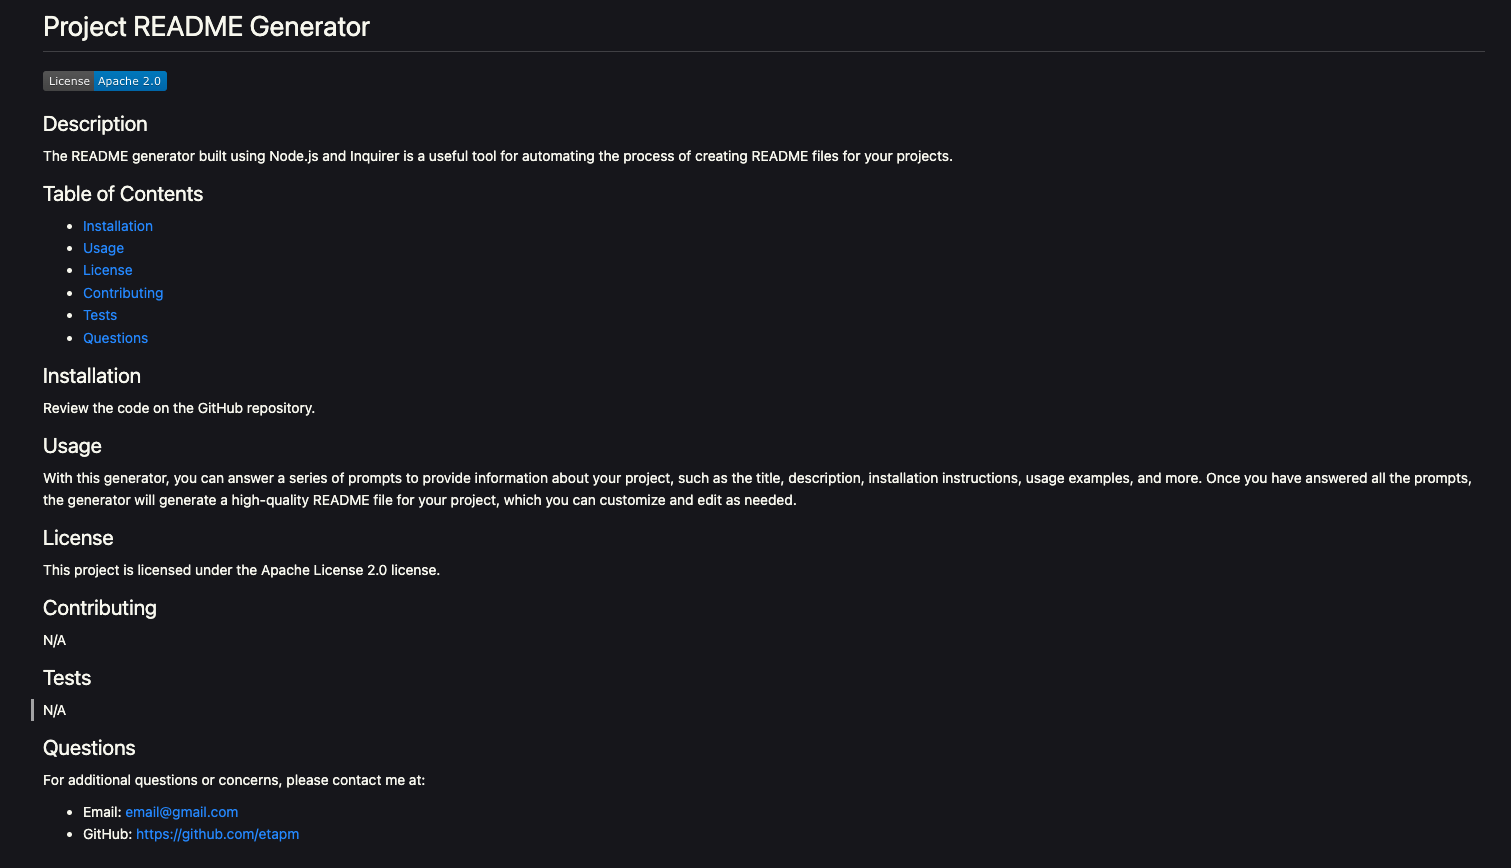 Project README Generator
License Apache 2.0
Description
The README generator built using Node.js and Inquirer is a useful tool for automating the process of creating README files for your projects.
Table of Contents
Installation
Usage
License
Contributing
Tests
Questions
Installation
Review the code on the GitHub repository.
Usage
With this generator, you can answer a series of prompts to provide information about your project, such as the title, description, installation instructions, usage examples, and more. Once you have answered all the prompts,
the generator will generate a high-quality README file for your project, which you can customize and edit as needed.
License
This project is licensed under the Apache License 2.0 license.
Contributing
N/A
Tests
N/A
Questions
For additional questions or concerns, please contact me at:
Email: email@gmail.com
GitHub: https://github.com/etapm